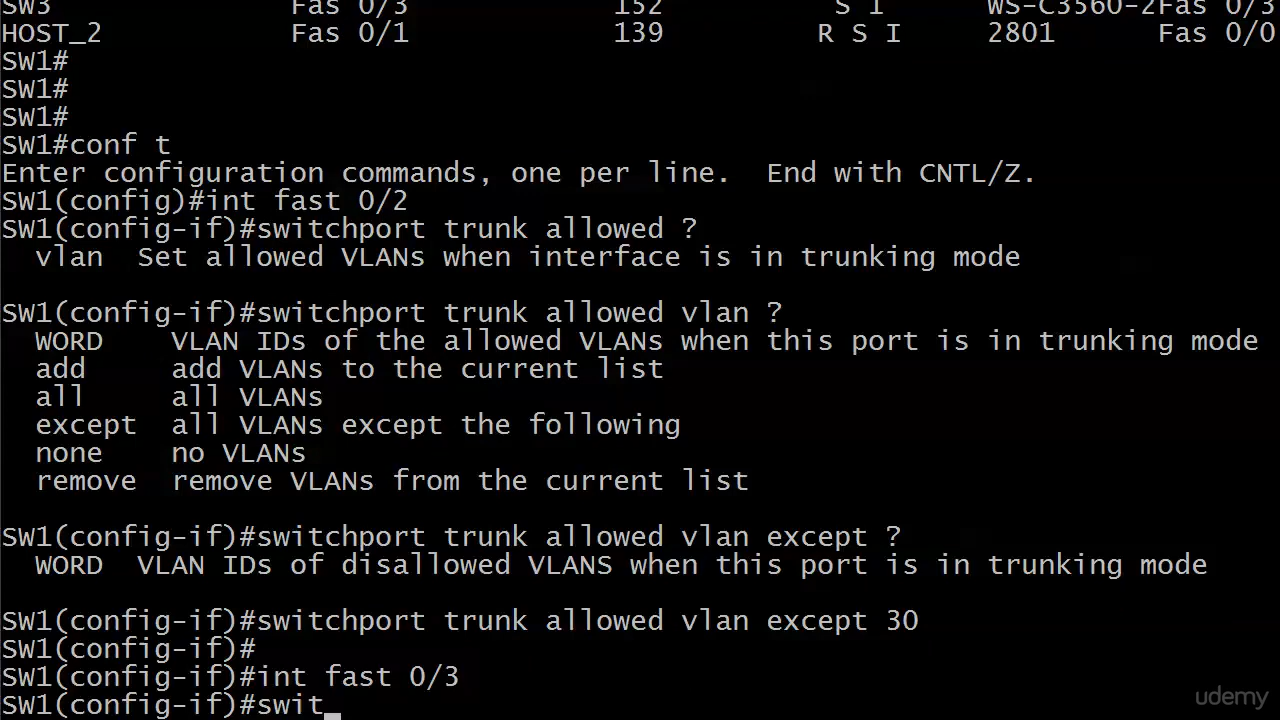 SW3 Fas 0/3 152 S I WS-C3560-2Fas 0/3
HOST_2 Fas 0/1 139 R S I 2801 Fas 0/0
SW1#
SW1#
SW1#
SW1#conf t
Enter configuration commands, one per line. End with CNTL/Z.
SW1(config)#int fast 0/2
SW1(config-if)#switchport trunk allowed ?
vlan Set allowed VLANs when interface is in trunking mode
SW1(config-if)#switchport trunk allowed vlan ?
WORD VLAN IDs of the allowed VLANs when this port is in trunking mode
add add VLANs to the current list
all all VLANs
except all VLANs except the following
none no VLANs
remove remove VLANs from the current list
SW1(config-if)#switchport trunk allowed vlan except ?
WORD VLAN IDs of disallowed VLANS when this port is in trunking mode
SW1(config-if)#switchport trunk allowed vlan except 30
SW1(config-if)#
SW1(config-if)#int fast 0/3
SW1(config-if)#swit_
udemy